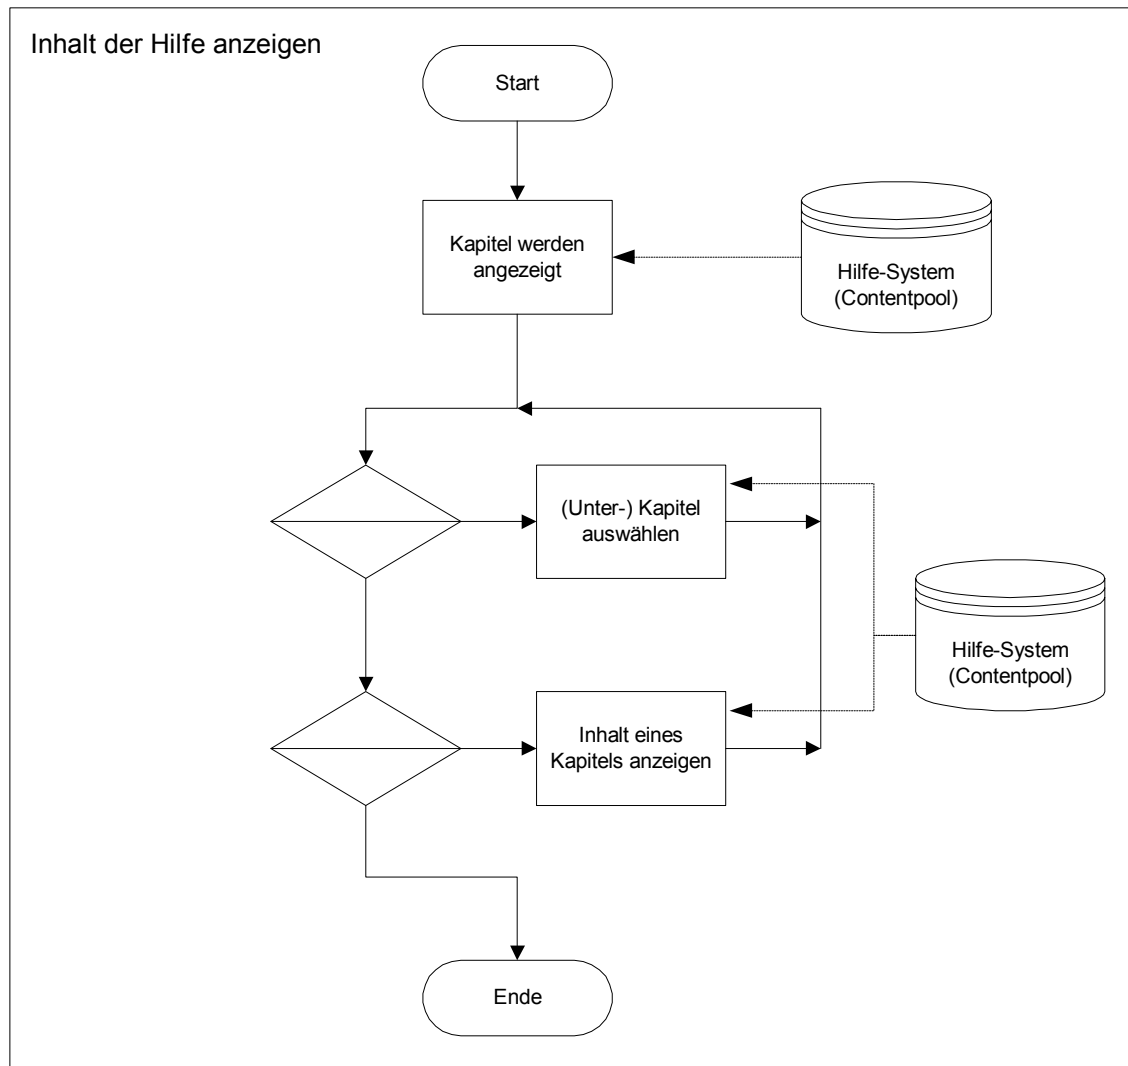 Inhalt der Hilfe anzeigen
Start
Kapitel werden
angezeigt
Hilfe-System
(Contentpool)
(Unter-) Kapitel
auswählen
Hilfe-System
(Contentpool)
Inhalt eines
Kapitels anzeigen
Ende